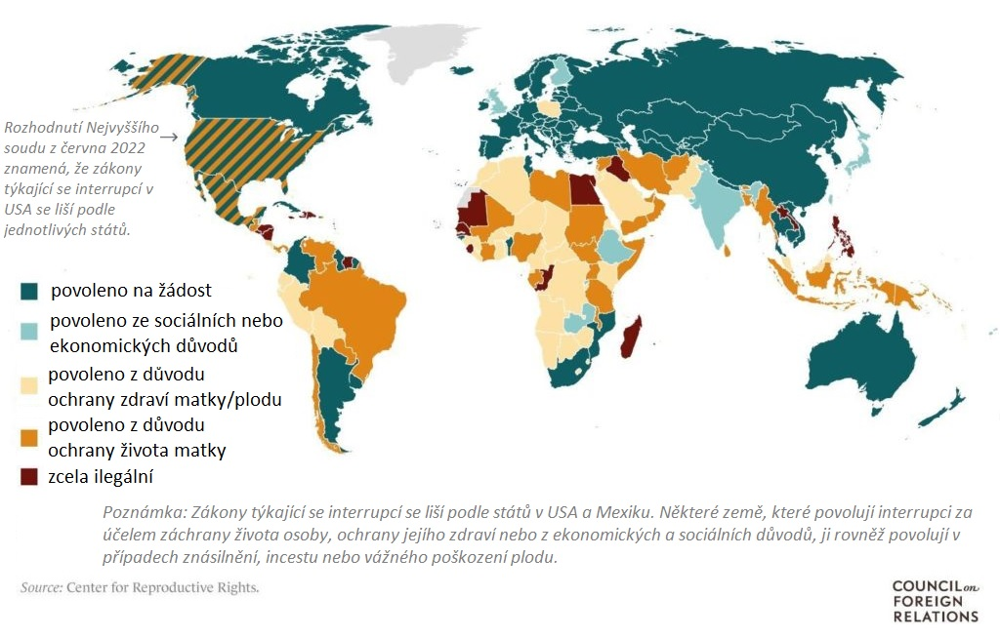 Rozhodnutí Nejvyššího
soudu z června 2022
znamená, že zákony
týkající se interrupcí v
USA se liší podle
jednotlivých států.
povoleno na žádost
povoleno ze sociálních nebo
ekonomických důvodů
povoleno z důvodu
ochrany zdraví matky/plodu
povoleno z důvodu
ochrany života matky
zcela ilegální
Poznámka: Zákony týkající se interrupcí se liší podle států v USA a Mexiku. Některé země, které povolují interrupci za
účelem záchrany života osoby, ochrany jejího zdraví nebo z ekonomických a sociálních důvodů, ji rovněž povolují v
případech znásilnění, incestu nebo vážného poškození plodu.
Source: Center for Reproductive Rights.
COUNCIL on
FOREIGN
RELATIONS